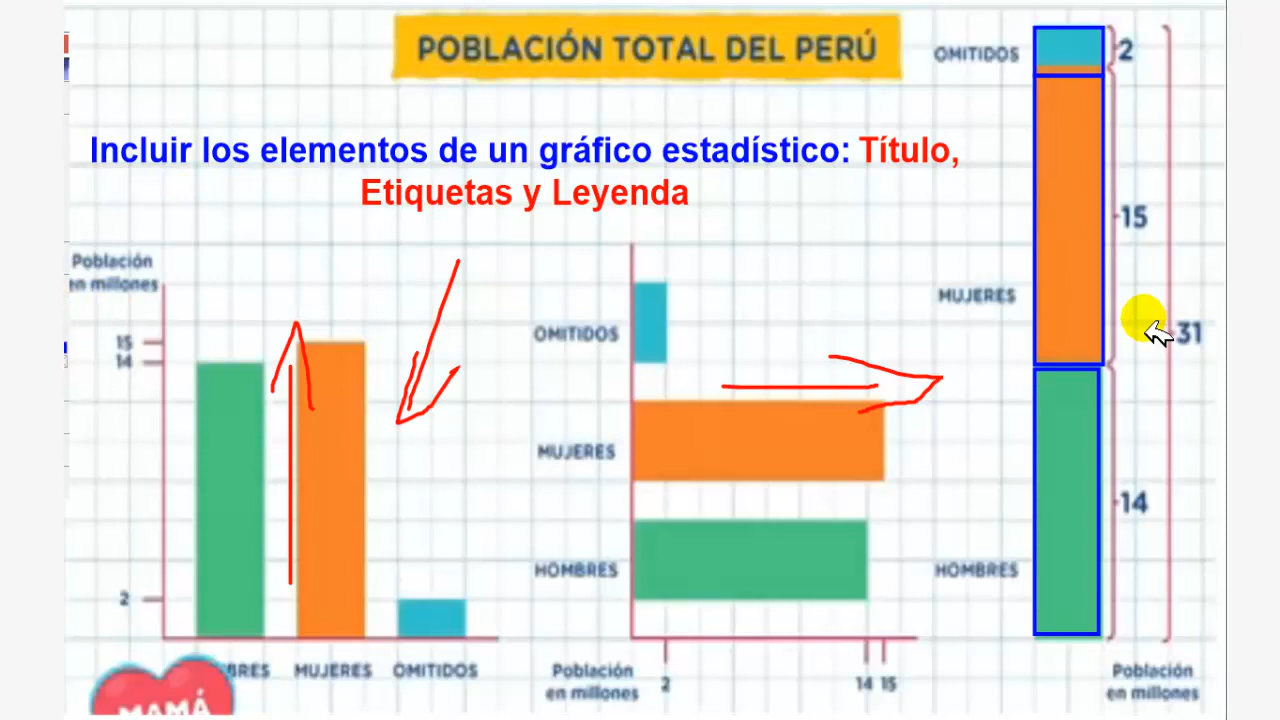 POBLACIÓN TOTAL DEL PERÚ
Incluir los elementos de un gráfico estadístico: Título,
Etiquetas y Leyenda
Población
en millones
15
14
2
MUJERES
OMITIDOS
MAMÁ
OMITIDOS
MUJERES
HOMBRES
Población
en millones
2
14
15
OMITIDOS
MUJERES
HOMBRES
2
15
31
14
Población
en millones